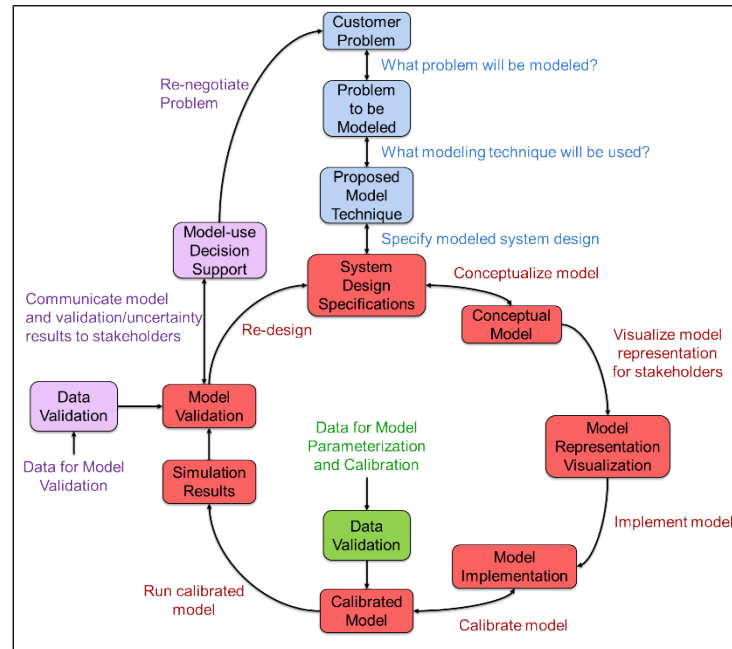 Customer
Problem
What problem will be modeled?
Re-negotiate
Problem
Problem
to be
Modeled
What modeling technique will be used?
Proposed
Model
Technique
Model-use
Decision
Support
Specify modeled system design
System
Design
Specifications
Conceptualize model
Communicate model
and validation/uncertainty
results to stakeholders
Re-design
Conceptual
Model
Visualize model
representation
for stakeholders
Data
Validation
Model
Validation
Data for Model
Parameterization
and Calibration
Model
Representation
Visualization
Data for Model
Validation
Simulation
Results
Data
Validation
Implement model
Model
Implementation
Run calibrated
model
Calibrated
Model
Calibrate model